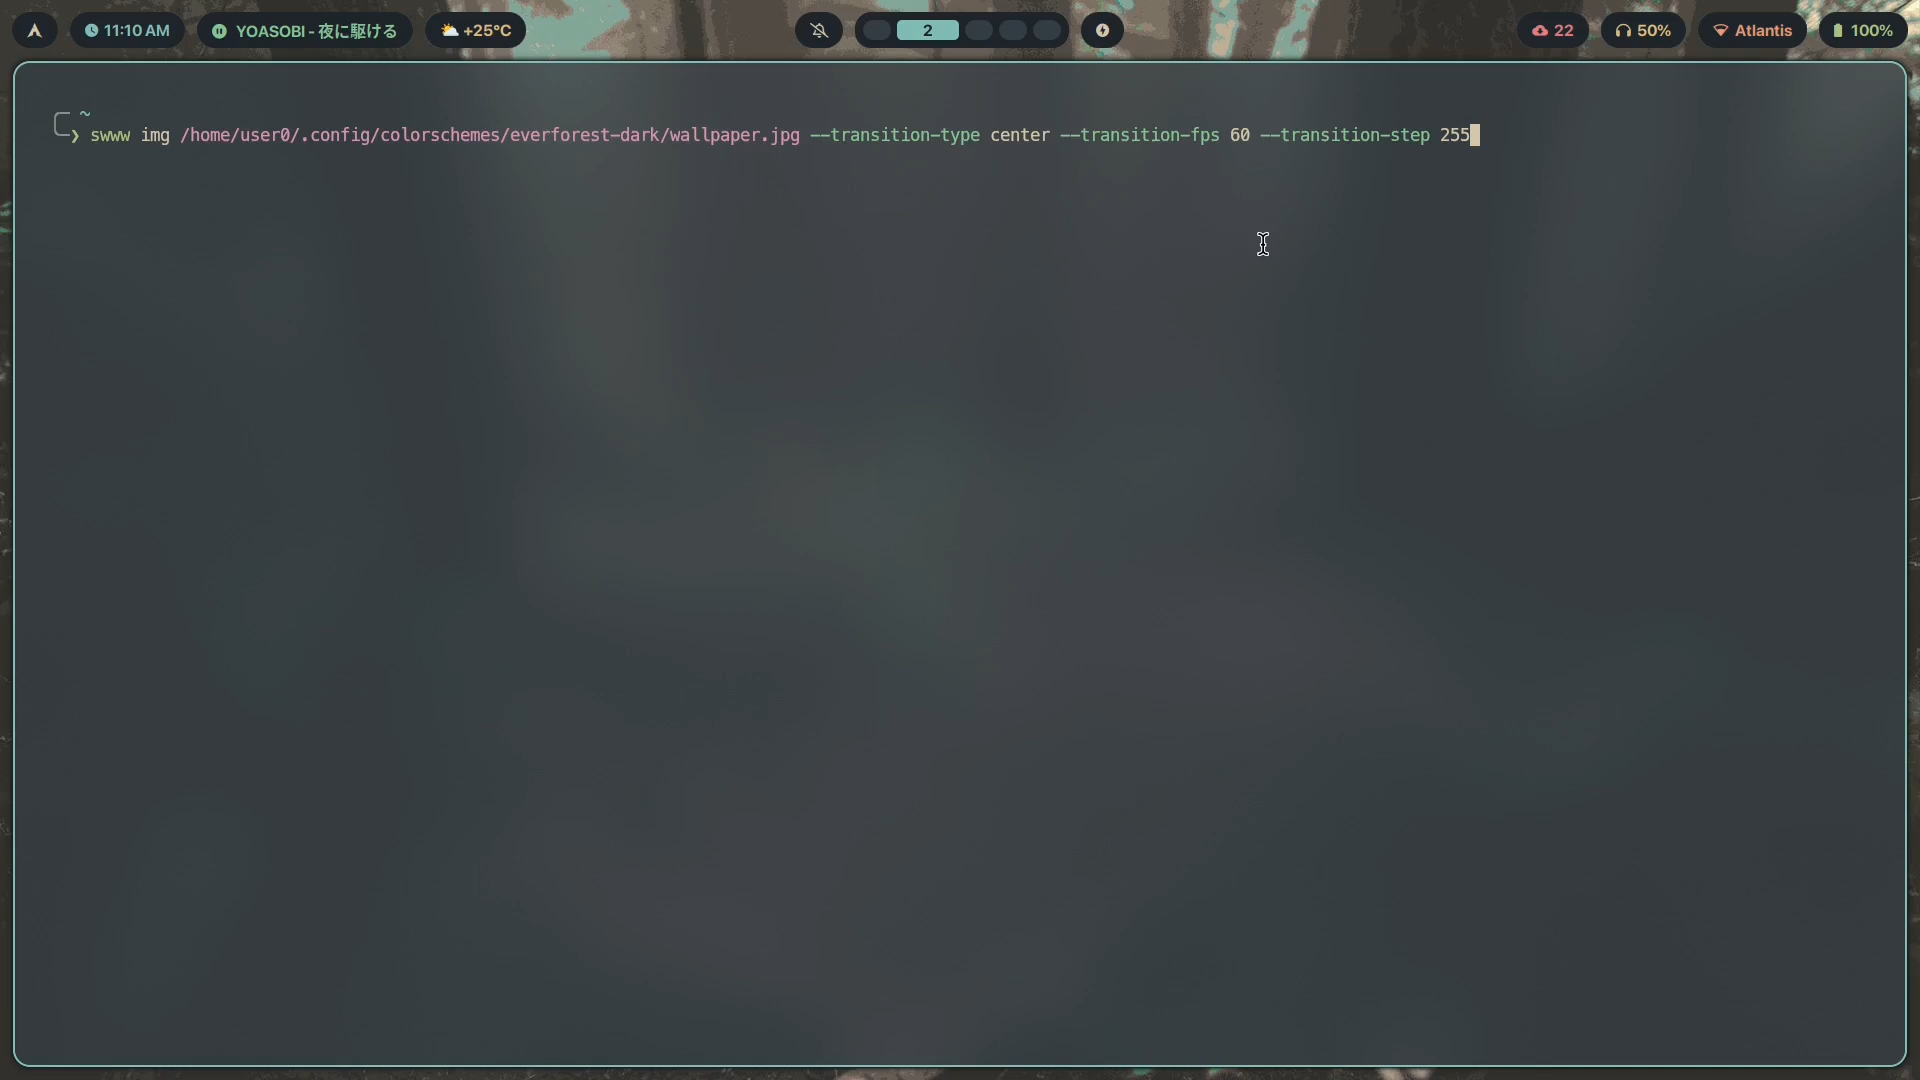 11:10 AM
YOASOBI - 夜に駆ける
+25°C
2
22
50%
Atlantis
100%
~
❯ swww img /home/user0/.config/colorschemes/everforest-dark/wallpaper.jpg --transition-type center --transition-fps 60 --transition-step 255